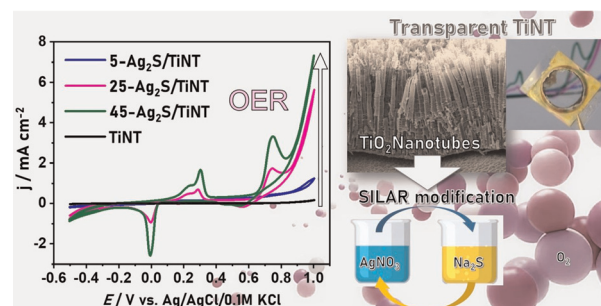 Transparent TiNT
8
6
4
2
0
-2
j / mA cm-2
5-Ag2S/TiNT
25-Ag2S/TiNT
45-Ag2S/TiNT
TiNT
OER
-0.6 -0.4 -0.2 0.0 0.2 0.4 0.6 0.8 1.0
E / V vs. Ag/AgCl/0.1M KCl
TiO2 Nanotubes
SILAR modification
AgNO3
Na2S
O2